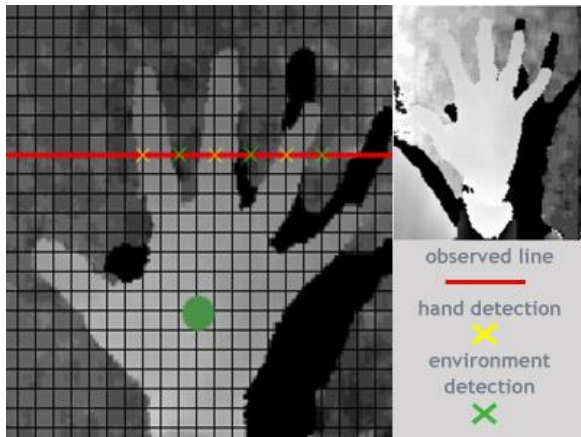 observed line
hand detection
environment
detection